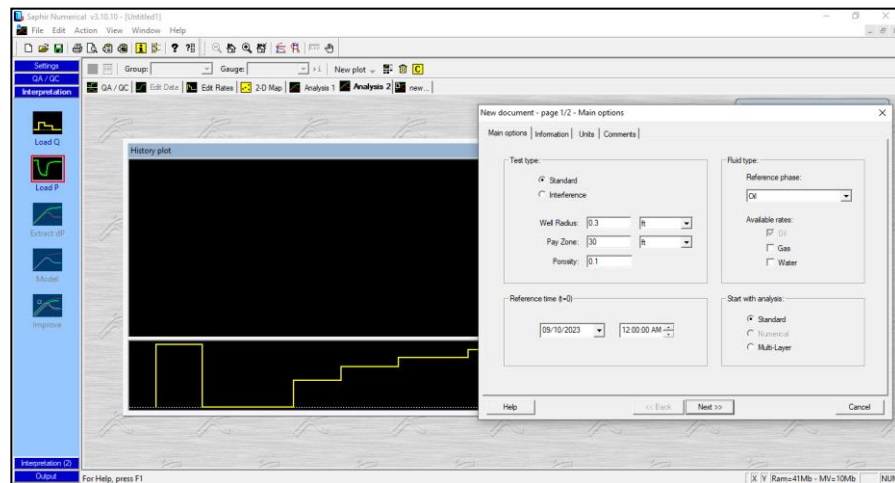 Saphir Numerical v3.10.10 - [Untitled1]
File Edit Action View Window Help
Settings
QA / QC
Interpretation
Load Q
Load P
Extract dP
Model
Improve
Interpretation (2)
Output
Group: Gauge: New plot
QA / QC Edit Data Edit Rates 2-D Map Analysis 1 Analysis 2 new...
History plot
New document - page 1/2 - Main options
Main options Information Units Comments
Test type:
Standard
Interference
Well Radius: 0.3 ft
Pay Zone: 30 ft
Porosity: 0.1
Fluid type:
Reference phase:
Oil
Available rates:
Oil
Gas
Water
Reference time (t=0)
09/10/2023 12:00:00 AM
Start with analysis:
Standard
Numerical
Multi-Layer
Help << Back Next >> Cancel
For Help, press F1
X Y Ram=41Mb - MV=10Mb NUM